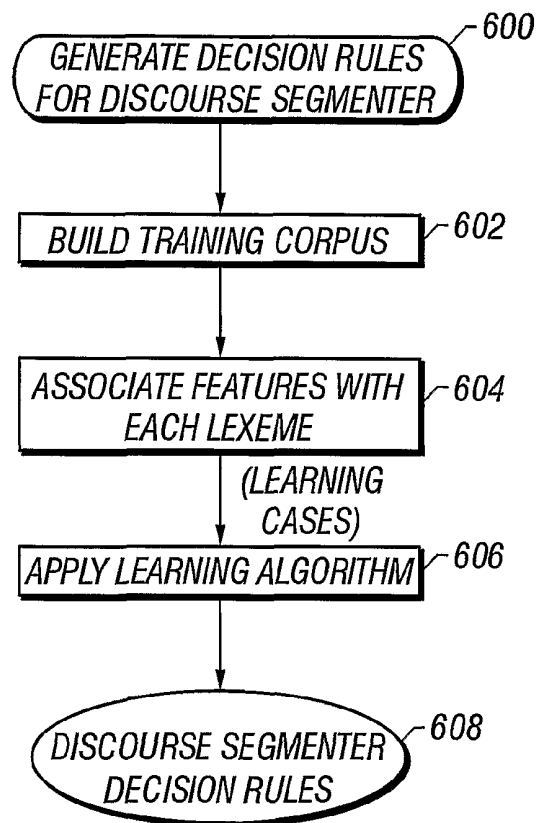 600
GENERATE DECISION RULES
FOR DISCOURSE SEGMENTER
BUILD TRAINING CORPUS
602
ASSOCIATE FEATURES WITH
EACH LEXEME
604
(LEARNING
CASES)
APPLY LEARNING ALGORITHM
606
DISCOURSE SEGMENTER
DECISION RULES
608